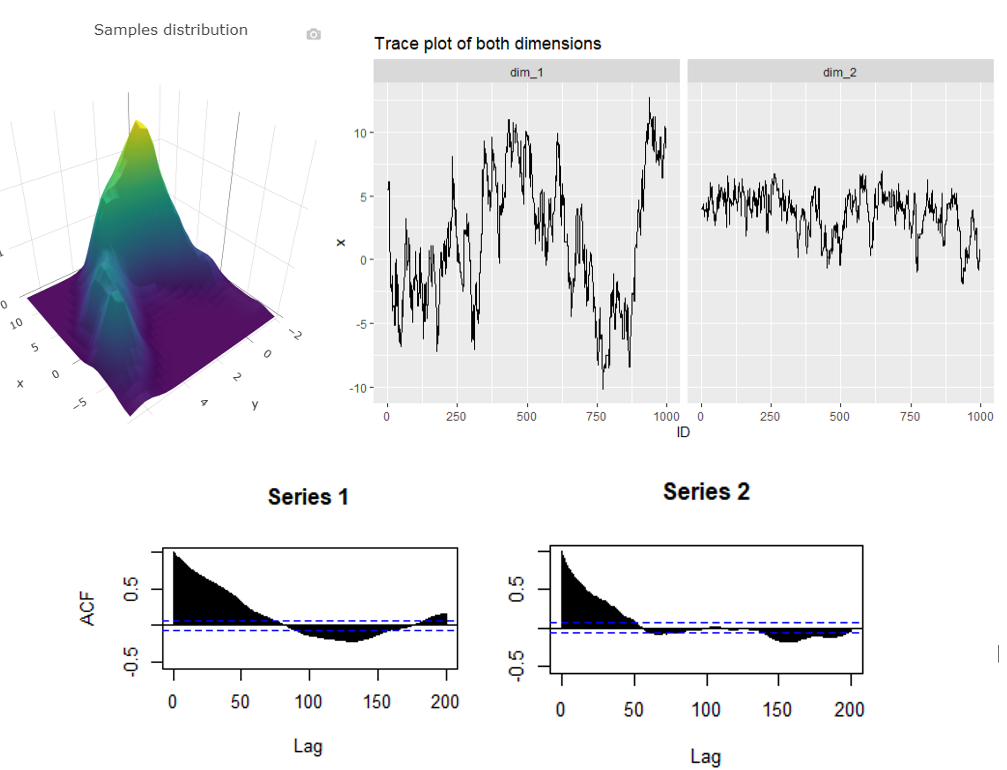 Samples distribution
Trace plot of both dimensions
dim_1
dim_2
10
5
0
-5
-10
x
0 250 500 750 1000
0 250 500 750 1000
ID
0
10
5
0
−5
x
−2
0
2
4
y
Series 1
ACF
0.5
-0.5
0 50 100 150 200
Lag
Series 2
0.5
-0.5
0 50 100 150 200
Lag